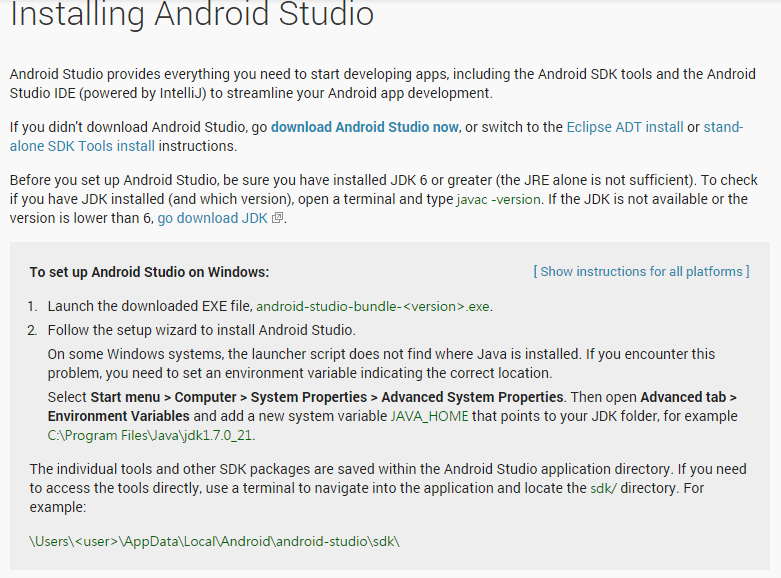 Installing Android Studio
Android Studio provides everything you need to start developing apps, including the Android SDK tools and the Android
Studio IDE (powered by IntelliJ) to streamline your Android app development.
If you didn't download Android Studio, go download Android Studio now, or switch to the Eclipse ADT install or stand-
alone SDK Tools install instructions.
Before you set up Android Studio, be sure you have installed JDK 6 or greater (the JRE alone is not sufficient). To check
if you have JDK installed (and which version), open a terminal and type javac -version. If the JDK is not available or the
version is lower than 6, go download JDK.
To set up Android Studio on Windows:
[ Show instructions for all platforms ]
1. Launch the downloaded EXE file, android-studio-bundle-<version>.exe.
2. Follow the setup wizard to install Android Studio.
On some Windows systems, the launcher script does not find where Java is installed. If you encounter this
problem, you need to set an environment variable indicating the correct location.
Select Start menu > Computer > System Properties > Advanced System Properties. Then open Advanced tab >
Environment Variables and add a new system variable JAVA_HOME that points to your JDK folder, for example
C:\Program Files\Java\jdk1.7.0_21.
The individual tools and other SDK packages are saved within the Android Studio application directory. If you need
to access the tools directly, use a terminal to navigate into the application and locate the sdk/ directory. For
example:
\Users\<user>\AppData\Local\Android\android-studio\sdk\